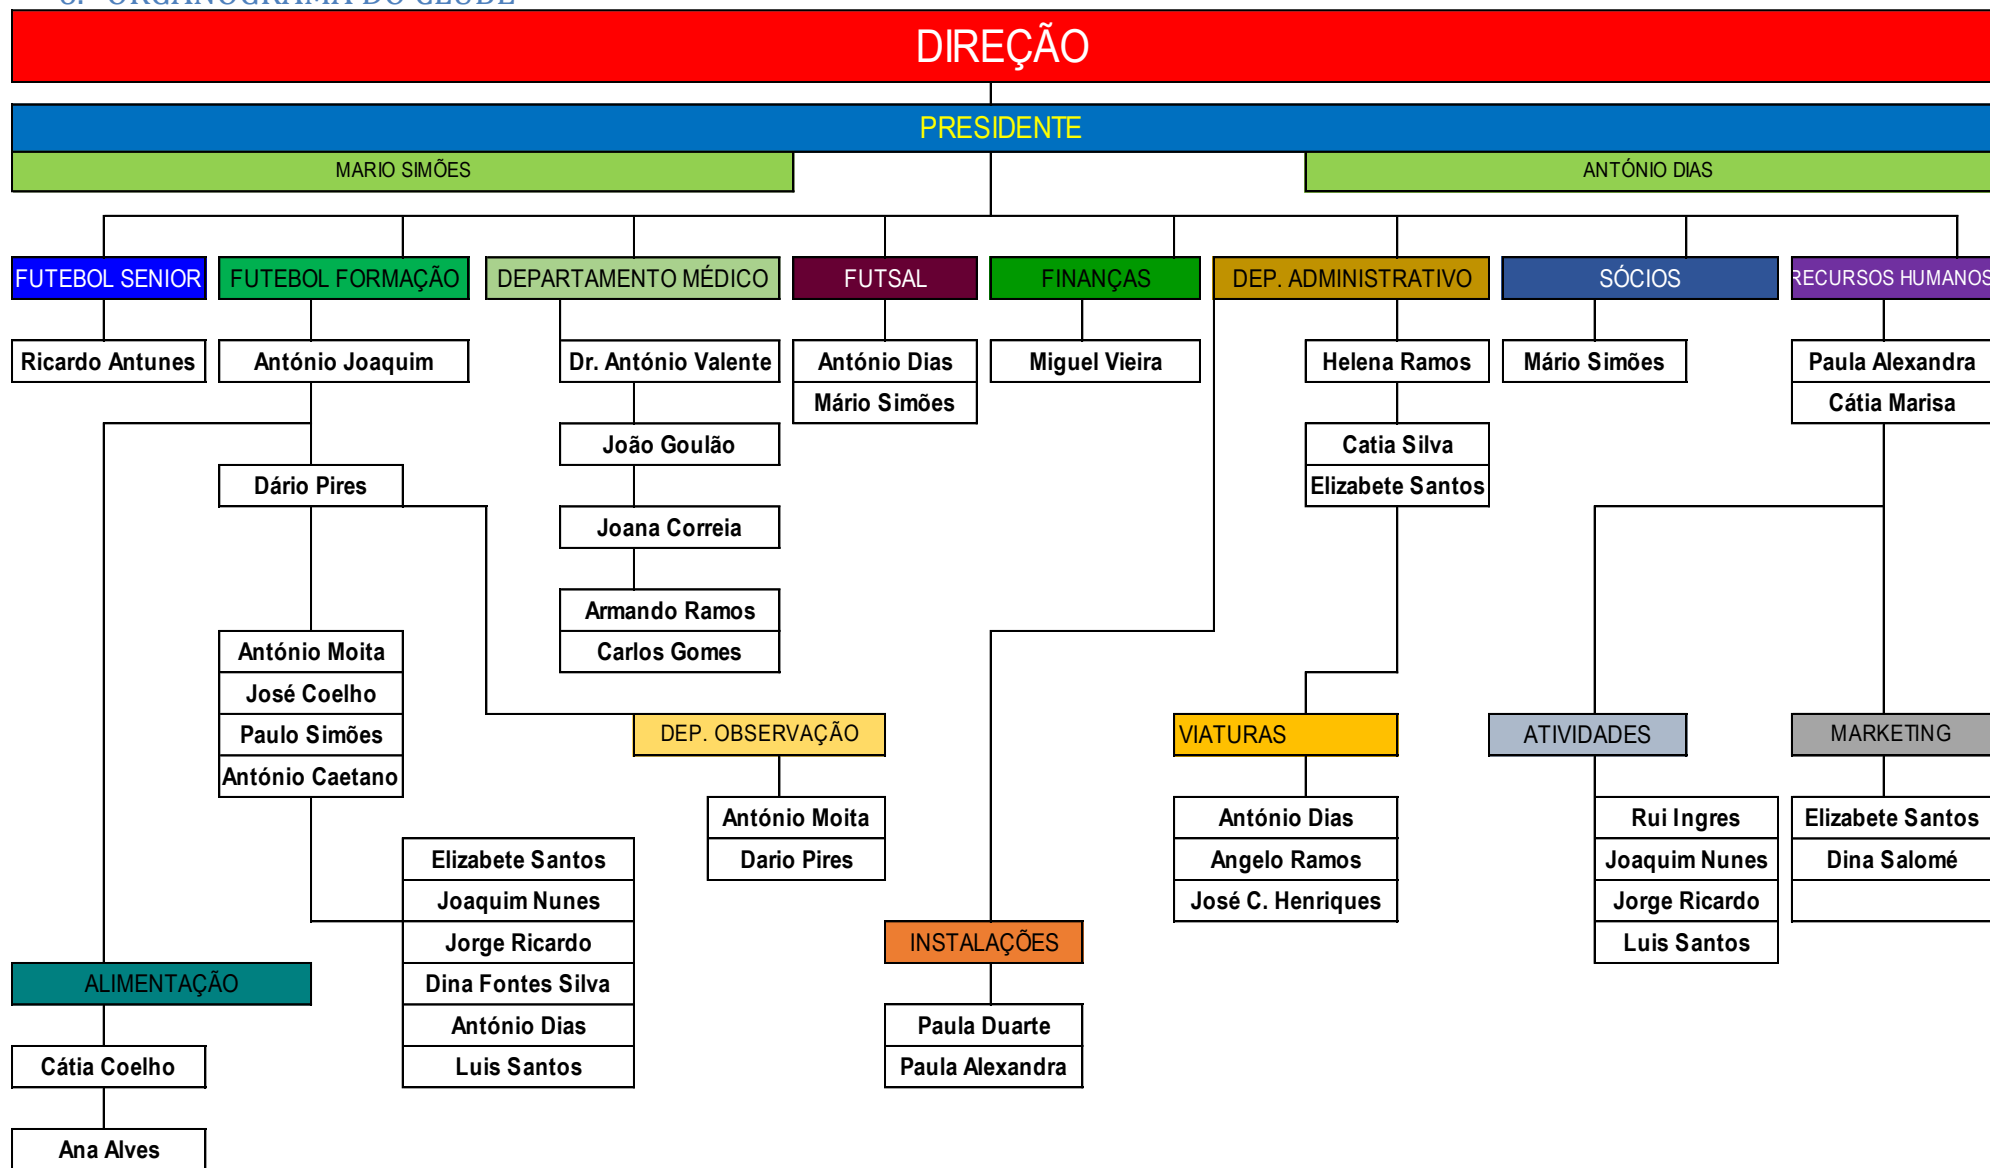 ORGANOGRAMA DO CLUBE
DIREÇÃO
PRESIDENTE
MARIO SIMÕES
ANTÓNIO DIAS
FUTEBOL SENIOR
FUTEBOL FORMAÇÃO
DEPARTAMENTO MÉDICO
FUTSAL
FINANÇAS
DEP. ADMINISTRATIVO
SÓCIOS
RECURSOS HUMANOS
Ricardo Antunes
António Joaquim
Dr. António Valente
António Dias
Miguel Vieira
Helena Ramos
Mário Simões
Paula Alexandra
Mário Simões
Cátia Marisa
João Goulão
Catia Silva
Dário Pires
Elizabete Santos
Joana Correia
Armando Ramos
António Moita
Carlos Gomes
José Coelho
Paulo Simões
DEP. OBSERVAÇÃO
VIATURAS
ATIVIDADES
MARKETING
António Caetano
António Moita
António Dias
Rui Ingres
Elizabete Santos
Elizabete Santos
Dario Pires
Angelo Ramos
Joaquim Nunes
Dina Salomé
Joaquim Nunes
José C. Henriques
Jorge Ricardo
Jorge Ricardo
INSTALAÇÕES
Luis Santos
ALIMENTAÇÃO
Dina Fontes Silva
António Dias
Paula Duarte
Cátia Coelho
Luis Santos
Paula Alexandra
Ana Alves